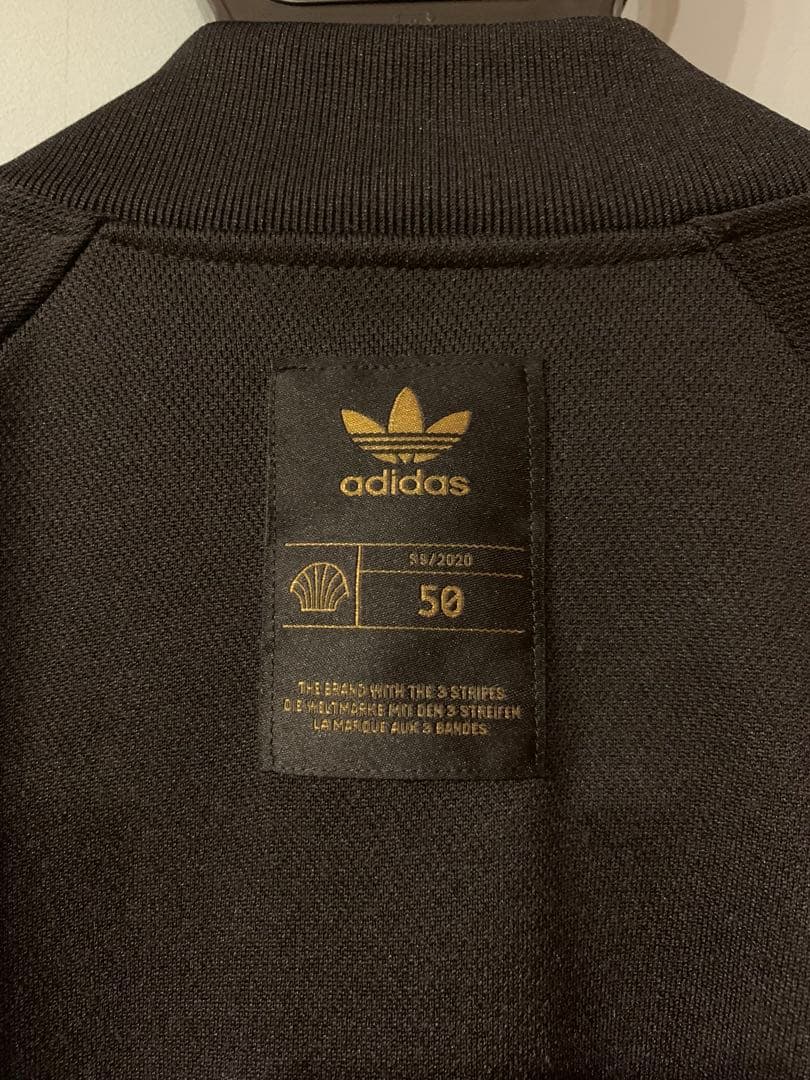 adidas
SS/2020
50
THE BRAND WITH THE 3 STRIPES
DIE WELTMARKE MIT DEN 3 STREIFEN
LA MARQUE AUX 3 BANDES